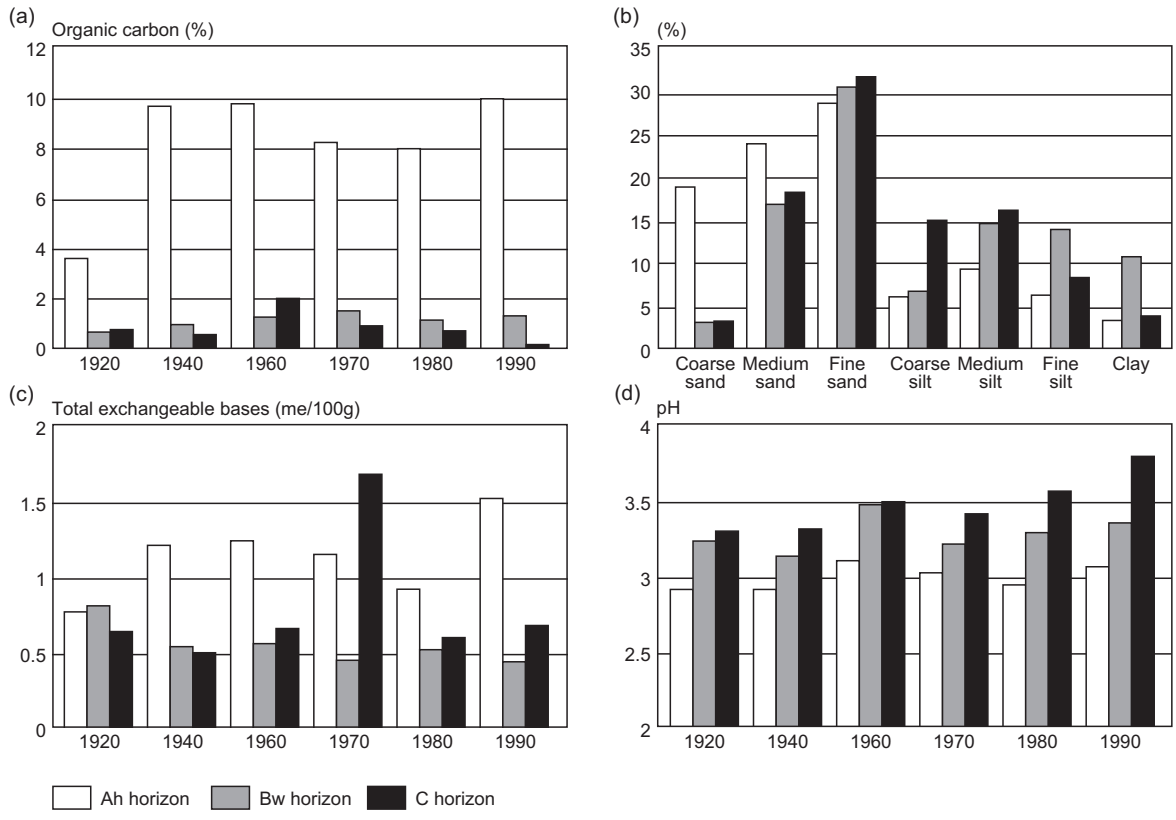 (a)
Organic carbon (%)
12
10
8
6
4
2
0
1920 1940 1960 1970 1980 1990
(b)
(%)
35
30
25
20
15
10
5
0
Coarse sand
Medium sand
Fine sand
Coarse silt
Medium silt
Fine silt
Clay
(c)
Total exchangeable bases (me/100g)
2
1.5
1
0.5
0
1920 1940 1960 1970 1980 1990
(d)
pH
4
3.5
3
2.5
2
1920 1940 1960 1970 1980 1990
Ah horizon Bw horizon C horizon